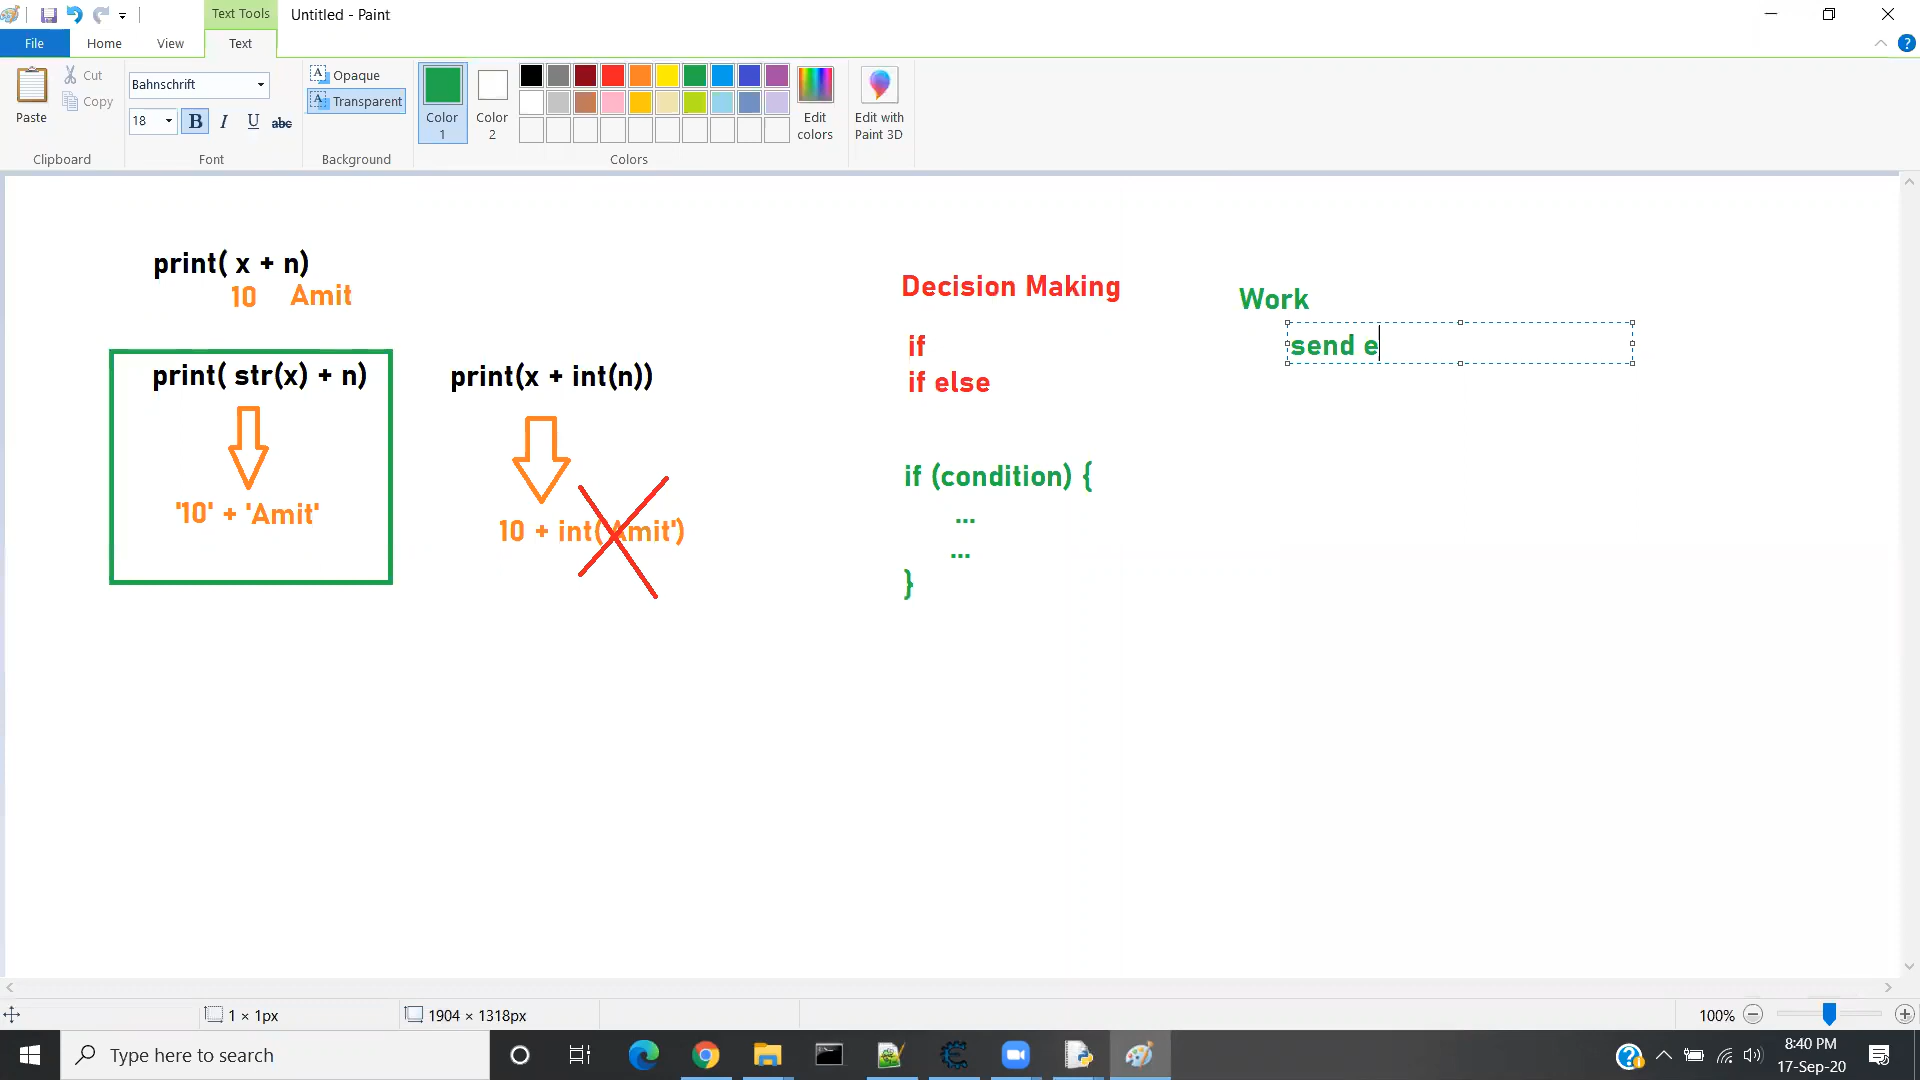 Text Tools
Untitled - Paint
File
Home
View
Text
Paste
Cut
Copy
Clipboard
Bahnschrift
18
B I U abc
Font
Opaque
Transparent
Background
Color 1
Color 2
Edit colors
Colors
Edit with Paint 3D
print( x + n)
10 Amit
print( str(x) + n)
'10' + 'Amit'
print(x + int(n))
10 + int('Amit')
Decision Making
if
if else
if (condition) {
...
...
}
Work
send e
1 × 1px
1904 × 1318px
100%
Type here to search
8:40 PM
17-Sep-20